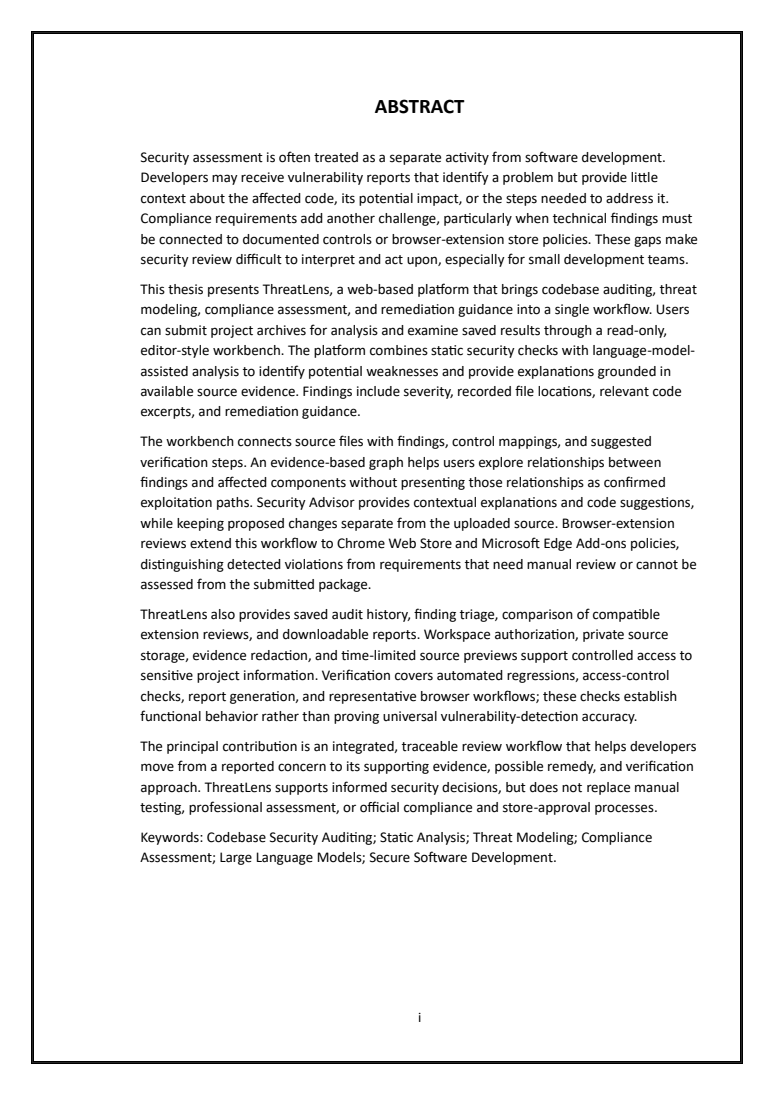 ABSTRACT
Security assessment is often treated as a separate activity from software development.
Developers may receive vulnerability reports that identify a problem but provide little
context about the affected code, its potential impact, or the steps needed to address it.
Compliance requirements add another challenge, particularly when technical findings must
be connected to documented controls or browser-extension store policies. These gaps make
security review difficult to interpret and act upon, especially for small development teams.
This thesis presents ThreatLens, a web-based platform that brings codebase auditing, threat
modeling, compliance assessment, and remediation guidance into a single workflow. Users
can submit project archives for analysis and examine saved results through a read-only,
editor-style workbench. The platform combines static security checks with language-model-
assisted analysis to identify potential weaknesses and provide explanations grounded in
available source evidence. Findings include severity, recorded file locations, relevant code
excerpts, and remediation guidance.
The workbench connects source files with findings, control mappings, and suggested
verification steps. An evidence-based graph helps users explore relationships between
findings and affected components without presenting those relationships as confirmed
exploitation paths. Security Advisor provides contextual explanations and code suggestions,
while keeping proposed changes separate from the uploaded source. Browser-extension
reviews extend this workflow to Chrome Web Store and Microsoft Edge Add-ons policies,
distinguishing detected violations from requirements that need manual review or cannot be
assessed from the submitted package.
ThreatLens also provides saved audit history, finding triage, comparison of compatible
extension reviews, and downloadable reports. Workspace authorization, private source
storage, evidence redaction, and time-limited source previews support controlled access to
sensitive project information. Verification covers automated regressions, access-control
checks, report generation, and representative browser workflows; these checks establish
functional behavior rather than proving universal vulnerability-detection accuracy.
The principal contribution is an integrated, traceable review workflow that helps developers
move from a reported concern to its supporting evidence, possible remedy, and verification
approach. ThreatLens supports informed security decisions, but does not replace manual
testing, professional assessment, or official compliance and store-approval processes.
Keywords: Codebase Security Auditing; Static Analysis; Threat Modeling; Compliance
Assessment; Large Language Models; Secure Software Development.
i